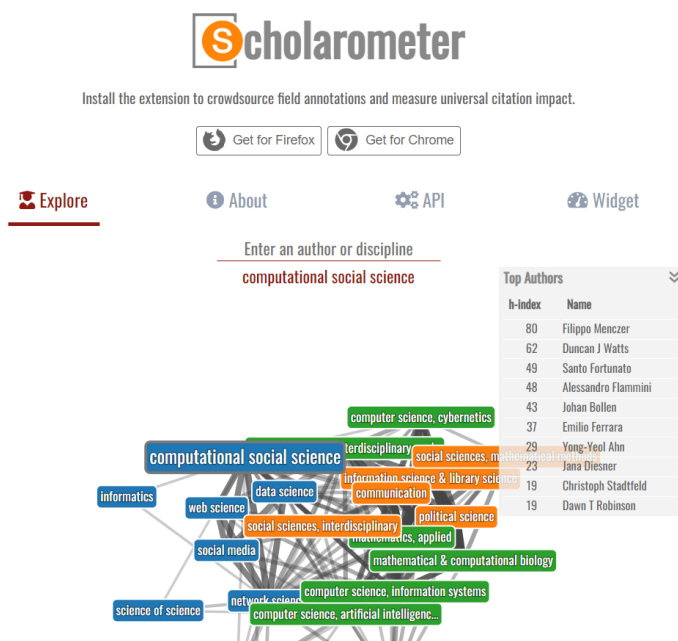 Scholarometer
Install the extension to crowdsource field annotations and measure universal citation impact.
Get for Firefox
Get for Chrome
Explore
About
API
Widget
Enter an author or discipline
computational social science
Top Authors
h-index Name
80 Filippo Menczer
62 Duncan J Watts
49 Santo Fortunato
48 Alessandro Flammini
43 Johan Bollen
37 Emilio Ferrara
29 Yong-Yeol Ahn
23 Jana Diesner
19 Christoph Stadtfeld
19 Dawn T Robinson
computer science, cybernetics
computational social science
social sciences, mathematical methods
information science & library science
informatics
data science
communication
web science
political science
social sciences, interdisciplinary
applied
social media
mathematical & computational biology
computer science, information systems
network
science of science
computer science, artificial intelligenc...